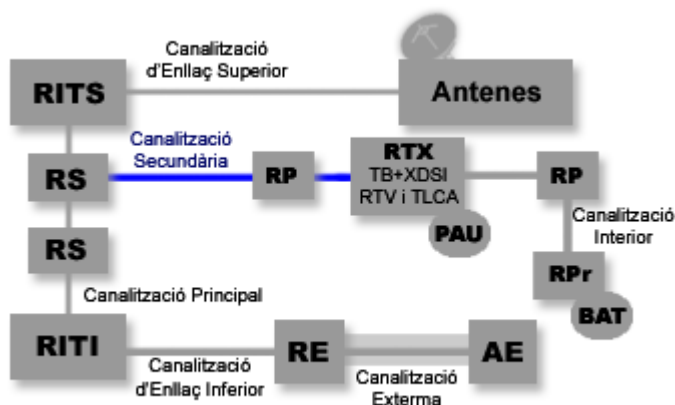 Canalització
d'Enllaç Superior
RITS
Antenes
Canalització
Secundària
RTX
TB+XDSI
RTV i TLCA
RS
RP
RP
PAU
Canalització
Interior
RS
RPr
BAT
Canalització Principal
RITI
RE
AE
Canalització
d'Enllaç Inferior
Canalització
Exterma